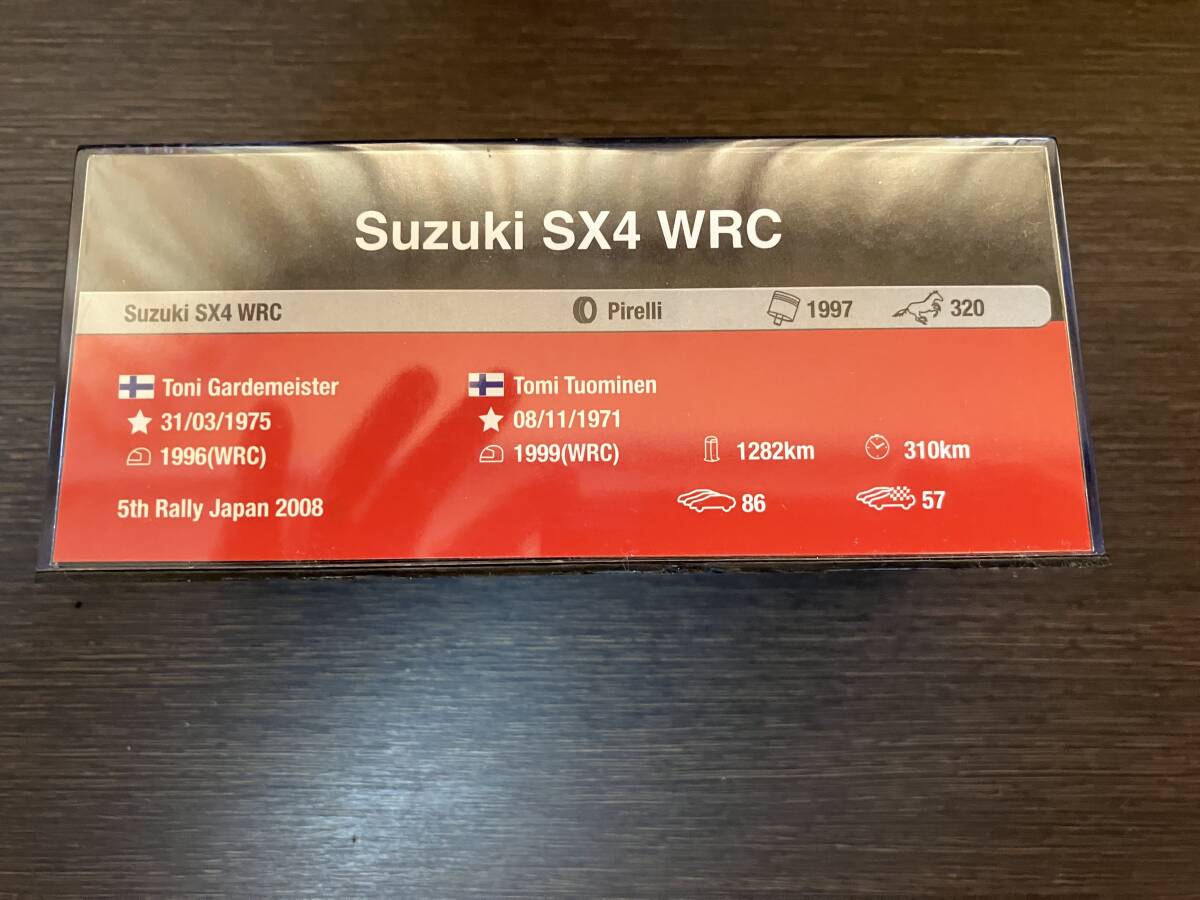 Suzuki SX4 WRC
Suzuki SX4 WRC Pirelli 1997 320
Toni Gardemeister Tomi Tuominen
31/03/1975 08/11/1971
1996(WRC) 1999(WRC) 1282km 310km
5th Rally Japan 2008 86 57